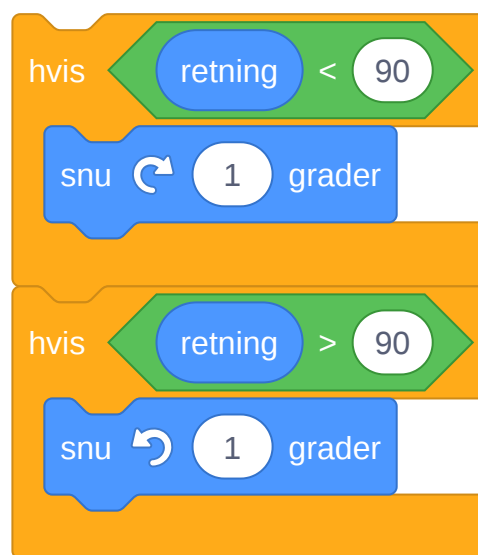 hvis retning < 90
snu 1 grader
hvis retning > 90
snu 1 grader